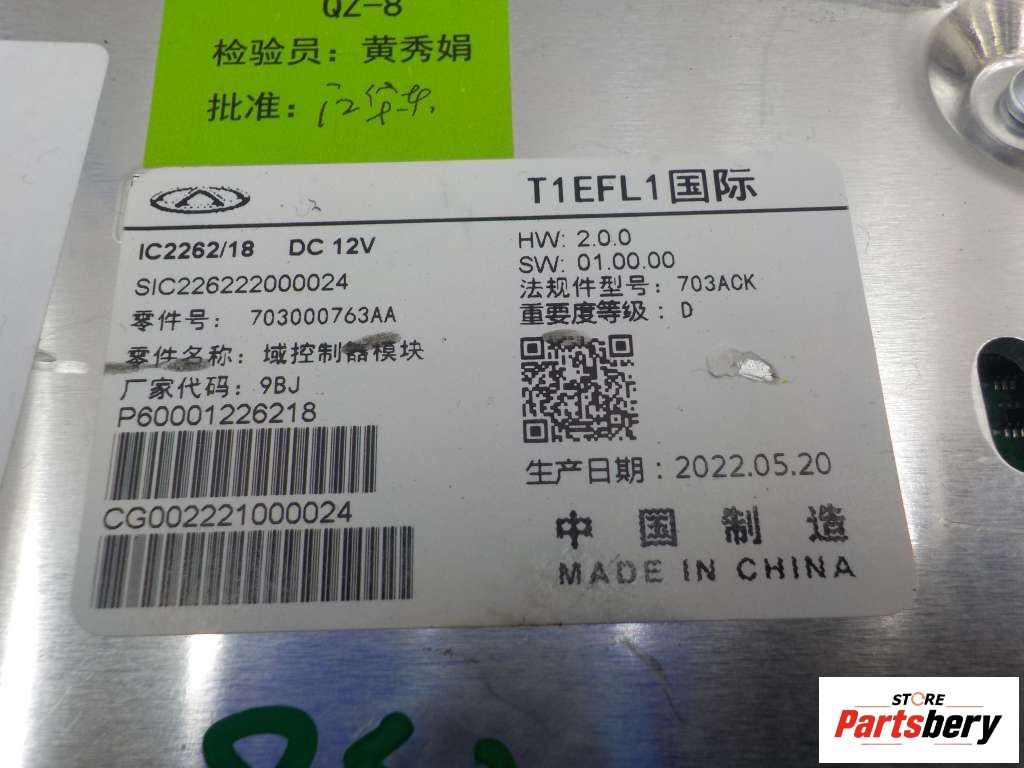 QZ-8
检验员：黄秀娟
批准：
T1EFL1国际
IC2262/18 DC 12V
SIC226222000024
零件号： 703000763AA
零件名称：域控制器模块
厂家代码：9BJ
P60001226218
CG002221000024
HW: 2.0.0
SW: 01.00.00
法规件型号：703ACK
重要度等级：D
生产日期：2022.05.20
中国制造
MADE IN CHINA
STORE
Partsbery